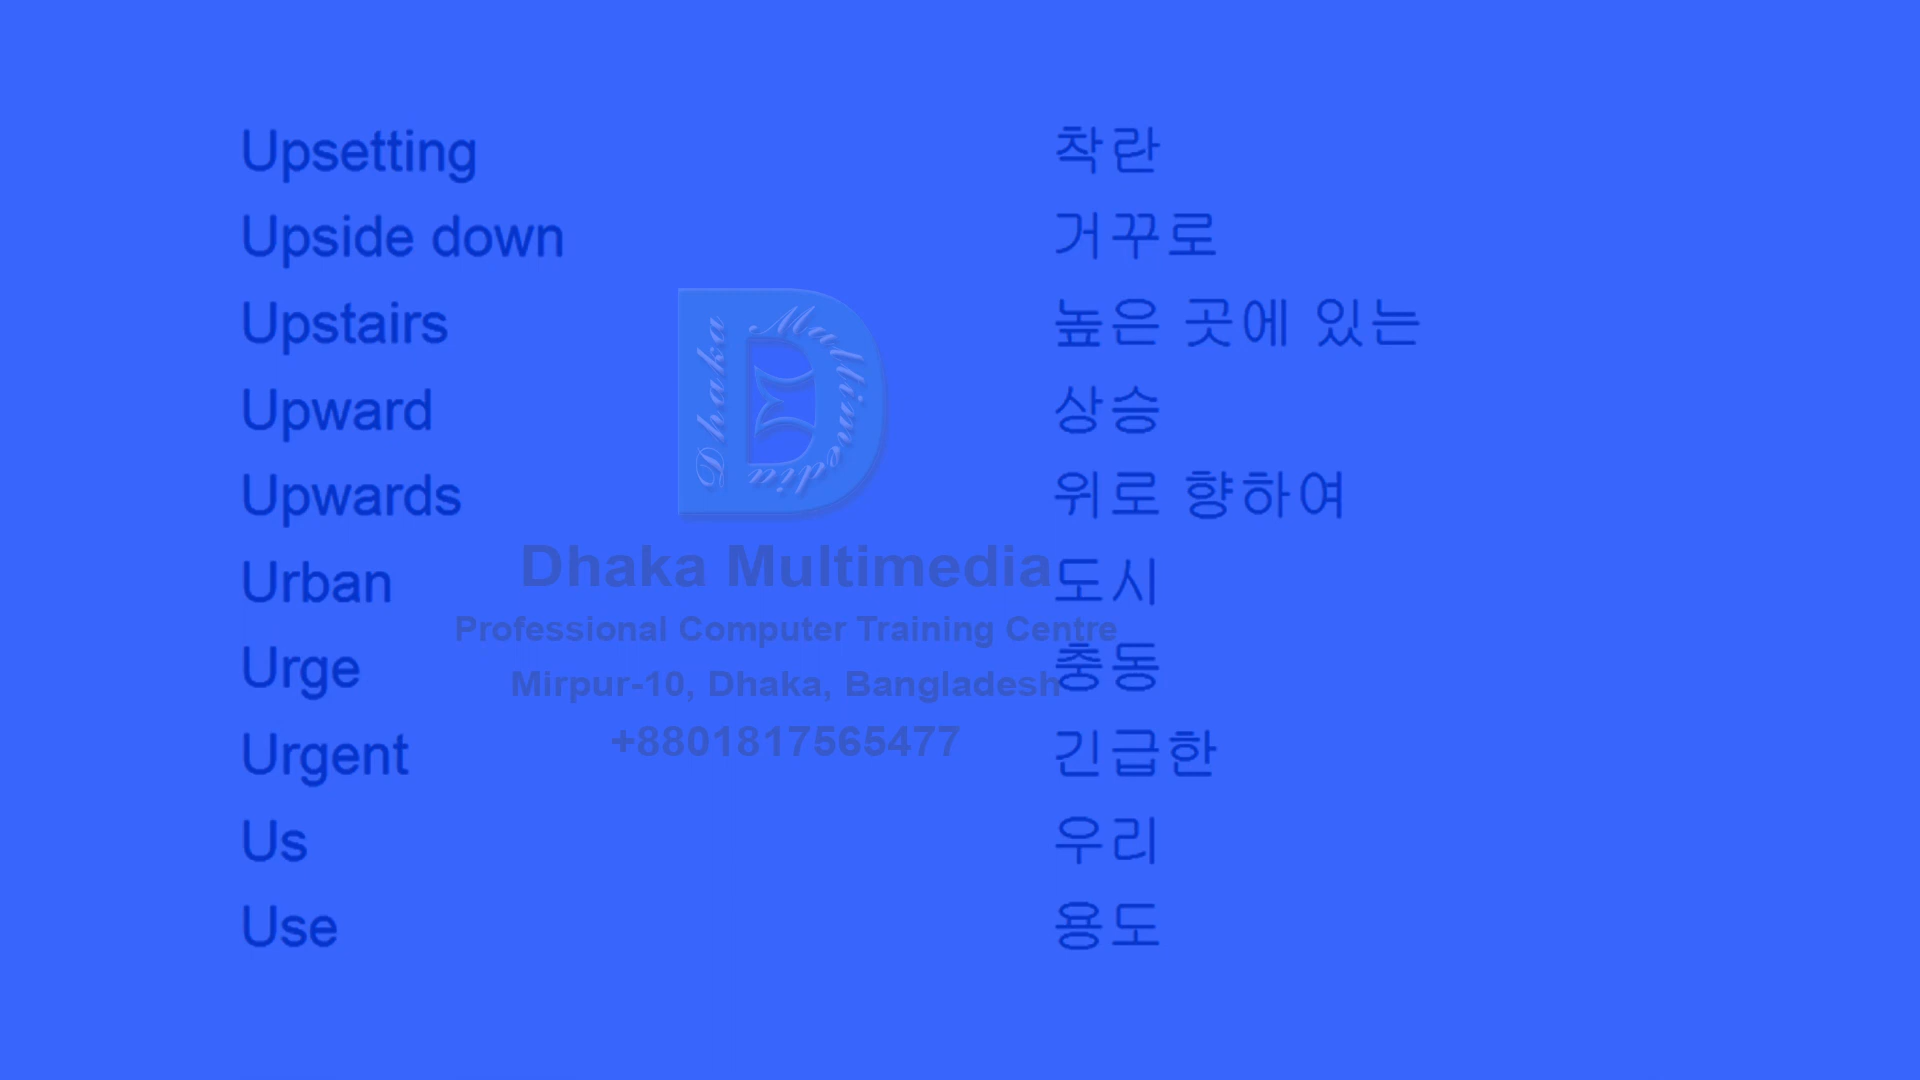 Upsetting 착란
Upside down 거꾸로
Upstairs 높은 곳에 있는
Upward 상승
Upwards 위로 향하여
Urban 도시
Urge 충동
Urgent 긴급한
Us 우리
Use 용도
Dhaka Multimedia
Dhaka Multimedia
Professional Computer Training Centre
Mirpur-10, Dhaka, Bangladesh
+8801817565477